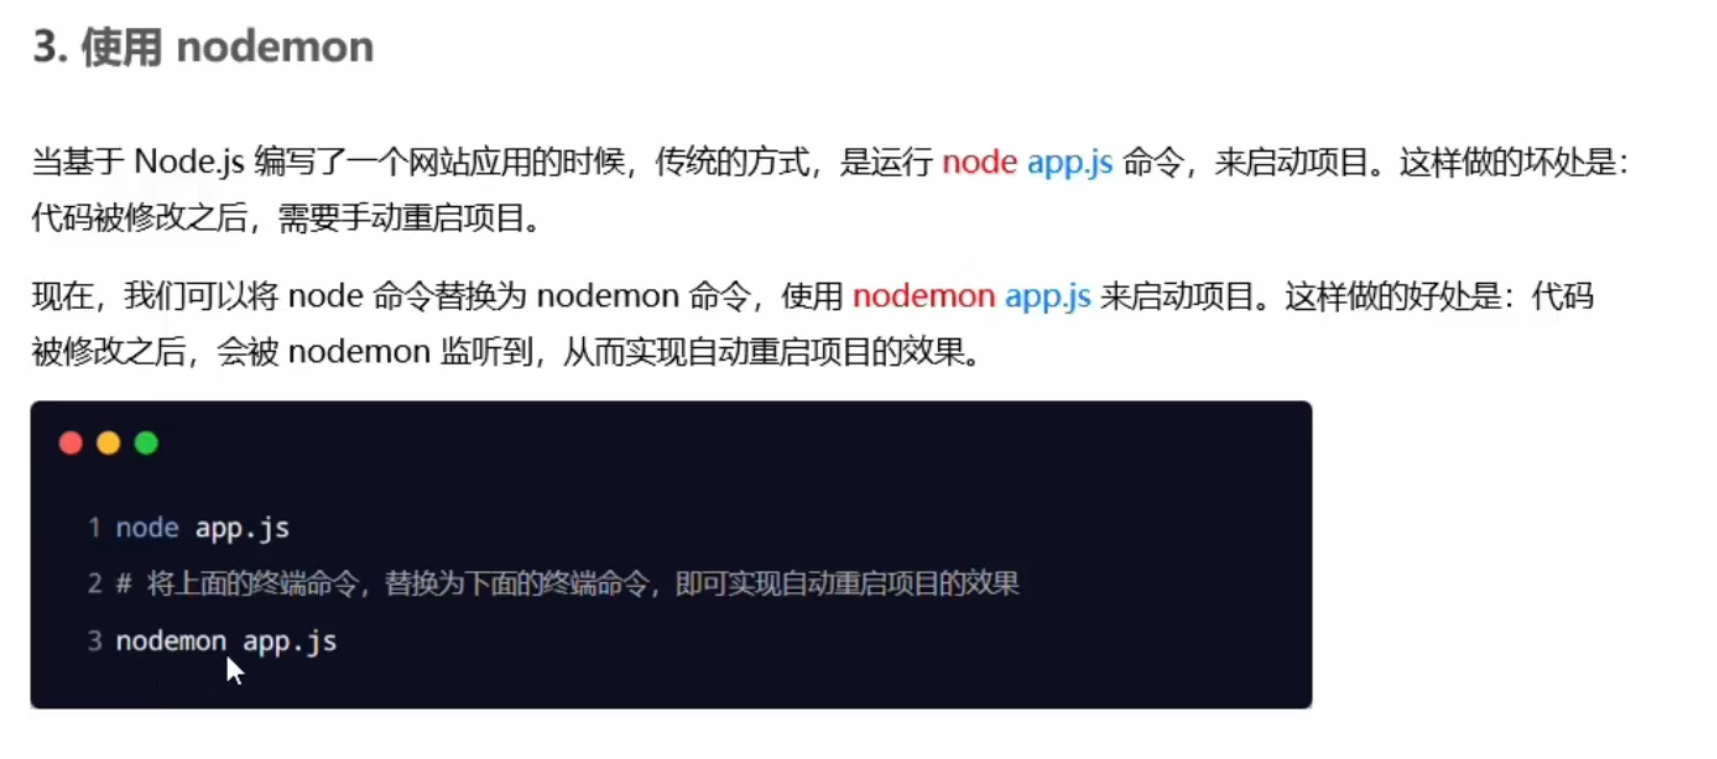 3. 使用 nodemon
当基于 Node.js 编写了一个网站应用的时候，传统的方式，是运行 node app.js 命令，来启动项目。这样做的坏处是：
代码被修改之后，需要手动重启项目。
现在，我们可以将 node 命令替换为 nodemon 命令，使用 nodemon app.js 来启动项目。这样做的好处是：代码
被修改之后，会被 nodemon 监听到，从而实现自动重启项目的效果。
1 node app.js
2 # 将上面的终端命令，替换为下面的终端命令，即可实现自动重启项目的效果
3 nodemon app.js